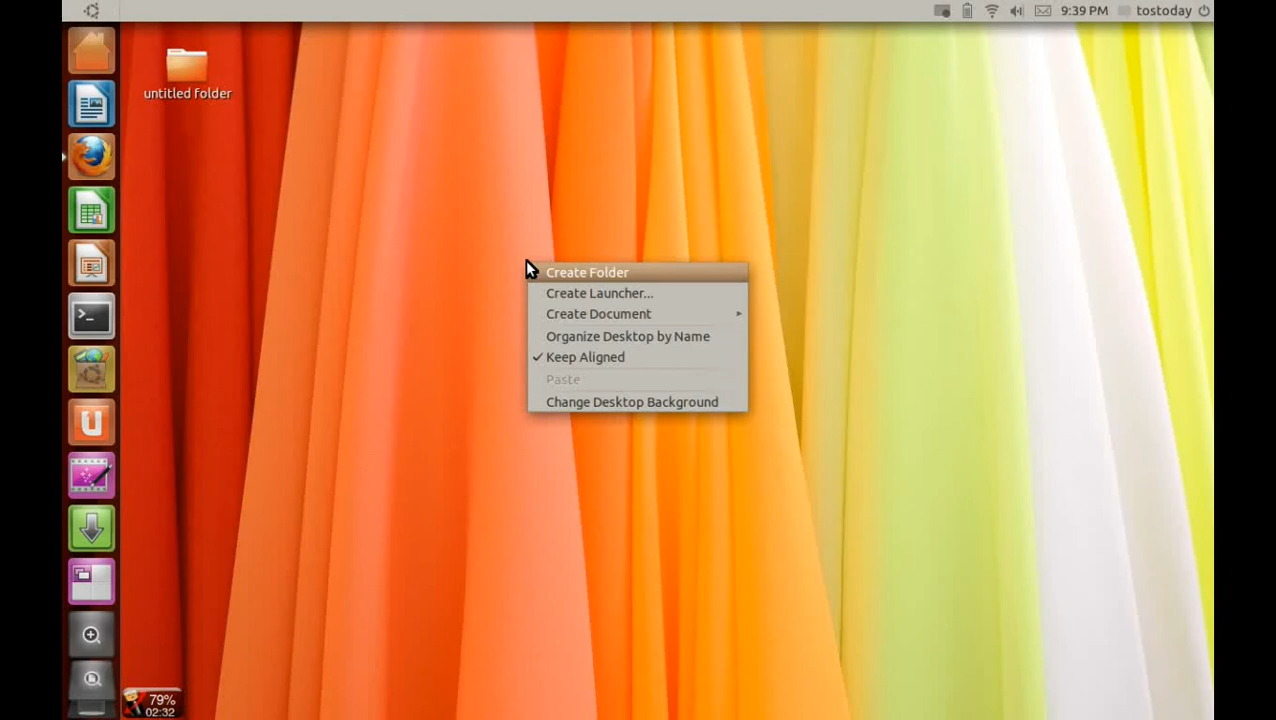 9:39 PM tostoday
untitled folder
Create Folder
Create Launcher...
Create Document
Organize Desktop by Name
Keep Aligned
Paste
Change Desktop Background
79%
02:32